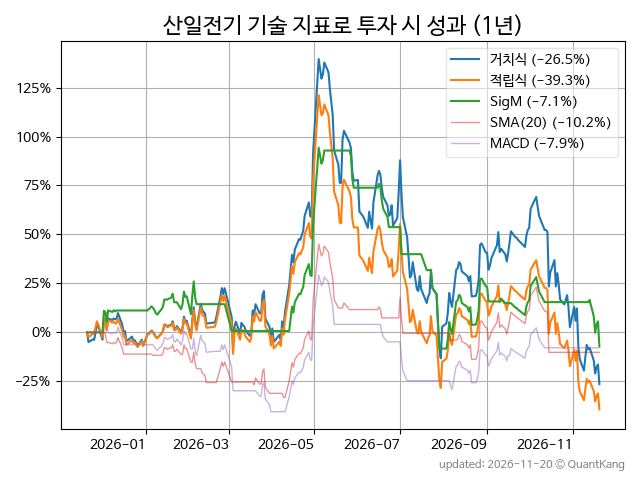 산일전기 기술 지표로 투자 시 성과 (1년)
거치식 (−26.5%)
적립식 (−39.3%)
SigM (−7.1%)
SMA(20) (−10.2%)
MACD (−7.9%)
125%
100%
75%
50%
25%
0%
−25%
2026-01 2026-03 2026-05 2026-07 2026-09 2026-11
updated: 2026-11-20 © QuantKang